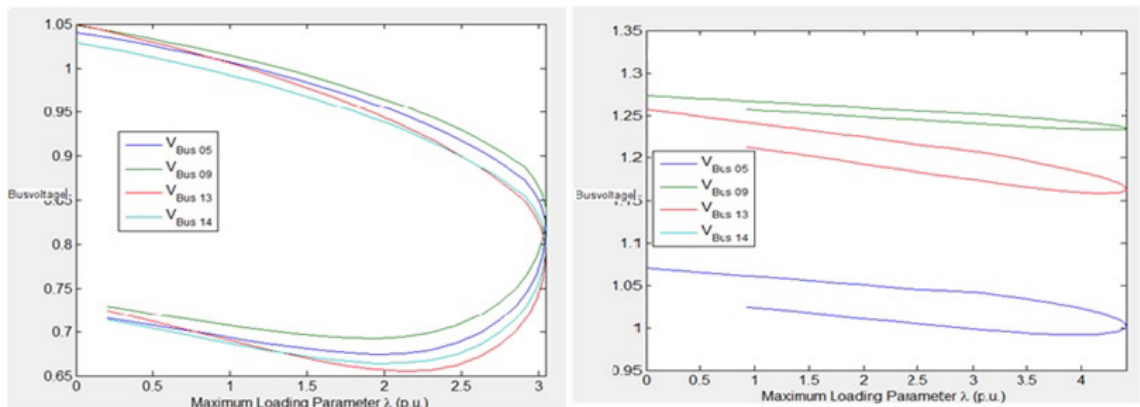 1.05
1
0.95
0.9
Busvoltage
0.8
0.75
0.7
0.65
V Bus 05
V Bus 09
V Bus 13
V Bus 14
0 0.5 1 1.5 2 2.5 3
Maximum Loading Parameter λ (p.u.)
1.35
1.3
1.25
1.2
Busvoltage
1.15
1.1
1.05
1
0.95
V Bus 05
V Bus 09
V Bus 13
V Bus 14
0 0.5 1 1.5 2 2.5 3 3.5 4
Maximum Loading Parameter λ (p.u.)